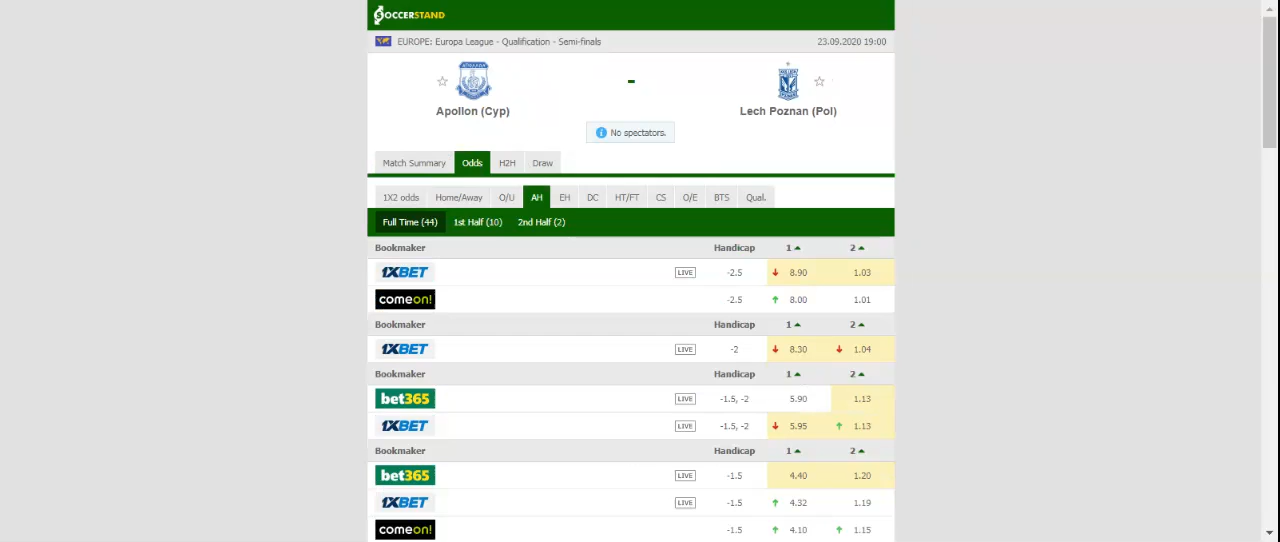 SOCCERSTAND
EUROPE: Europa League - Qualification - Semi-finals 23.09.2020 19:00
-
Apollon (Cyp) Lech Poznan (Pol)
No spectators.
Match Summary Odds H2H Draw
1X2 odds Home/Away O/U AH EH DC HT/FT CS O/E BTS Qual.
Full Time (44) 1st Half (10) 2nd Half (2)
Bookmaker Handicap 1 2
1XBET LIVE -2.5 8.90 1.03
comeon! -2.5 8.00 1.01
Bookmaker Handicap 1 2
1XBET LIVE -2 8.30 1.04
Bookmaker Handicap 1 2
bet365 LIVE -1.5, -2 5.90 1.13
1XBET LIVE -1.5, -2 5.95 1.13
Bookmaker Handicap 1 2
bet365 LIVE -1.5 4.40 1.20
1XBET LIVE -1.5 4.32 1.19
comeon! -1.5 4.10 1.15